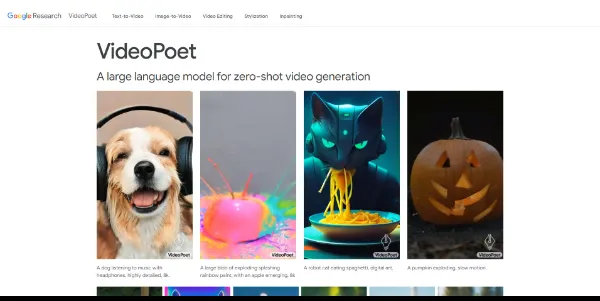 Google Research VideoPoet Text-to-Video Image-to-Video Video Editing Stylization Inpainting
VideoPoet
A large language model for zero-shot video generation
VideoPoet VideoPoet VideoPoet VideoPoet
A dog listening to music with
headphones, highly detailed, 8k.
A large blob of exploding splashing
rainbow paint, with an apple emerging, 8k
A robot cat eating spaghetti, digital art.
A pumpkin exploding, slow motion.